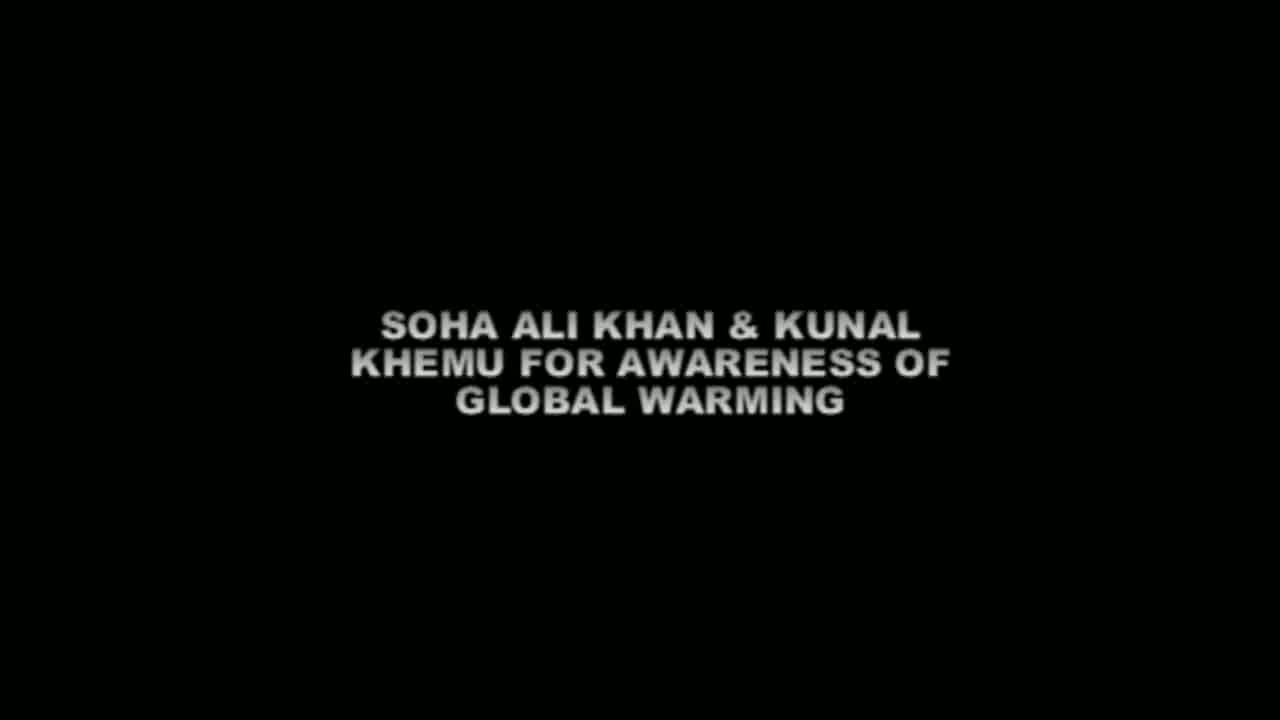 SOHA ALI KHAN & KUNAL
KHEMU FOR AWARENESS OF
GLOBAL WARMING